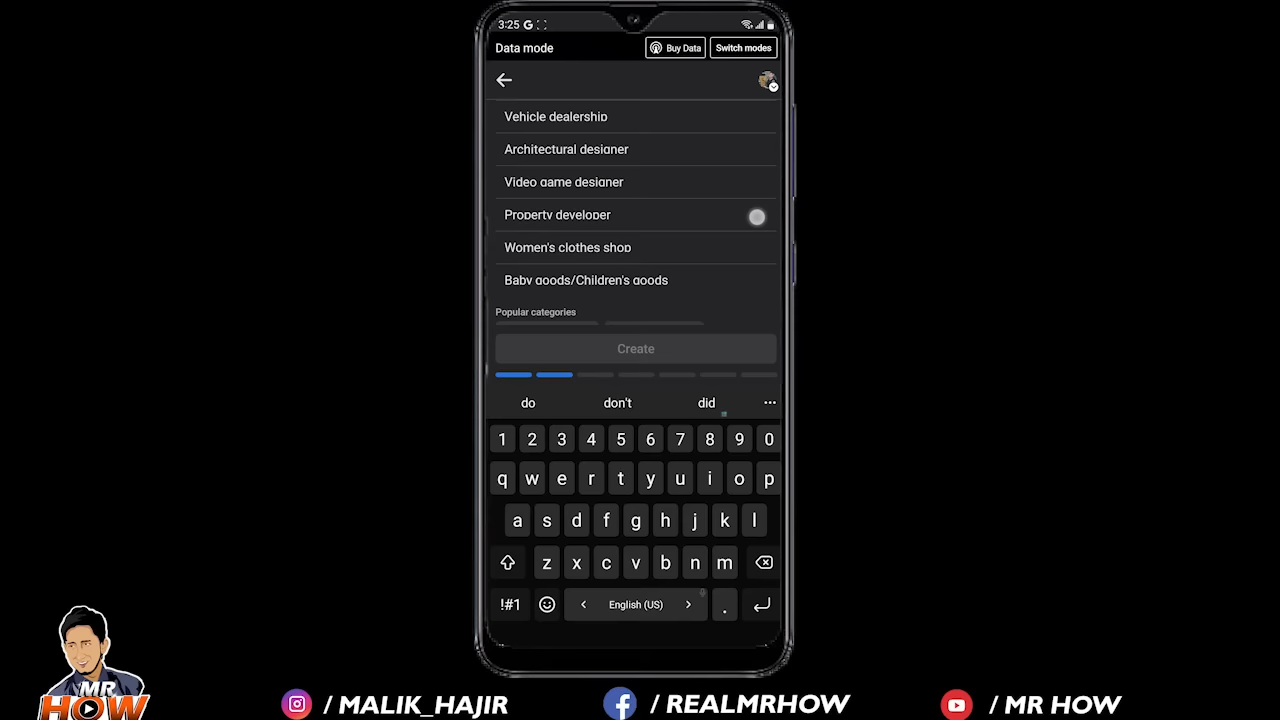 3:25 G
Data mode
Buy Data
Switch modes
Vehicle dealership
Architectural designer
Video game designer
Property developer
Women's clothes shop
Baby goods/Children's goods
Popular categories
Create
do don't did ...
1 2 3 4 5 6 7 8 9 0
q w e r t y u i o p
a s d f g h j k l
z x c v b n m
!#1 < English (US) > .
MR
HOW
/ MALIK_HAJIR
/ REALMRHOW
/ MR HOW